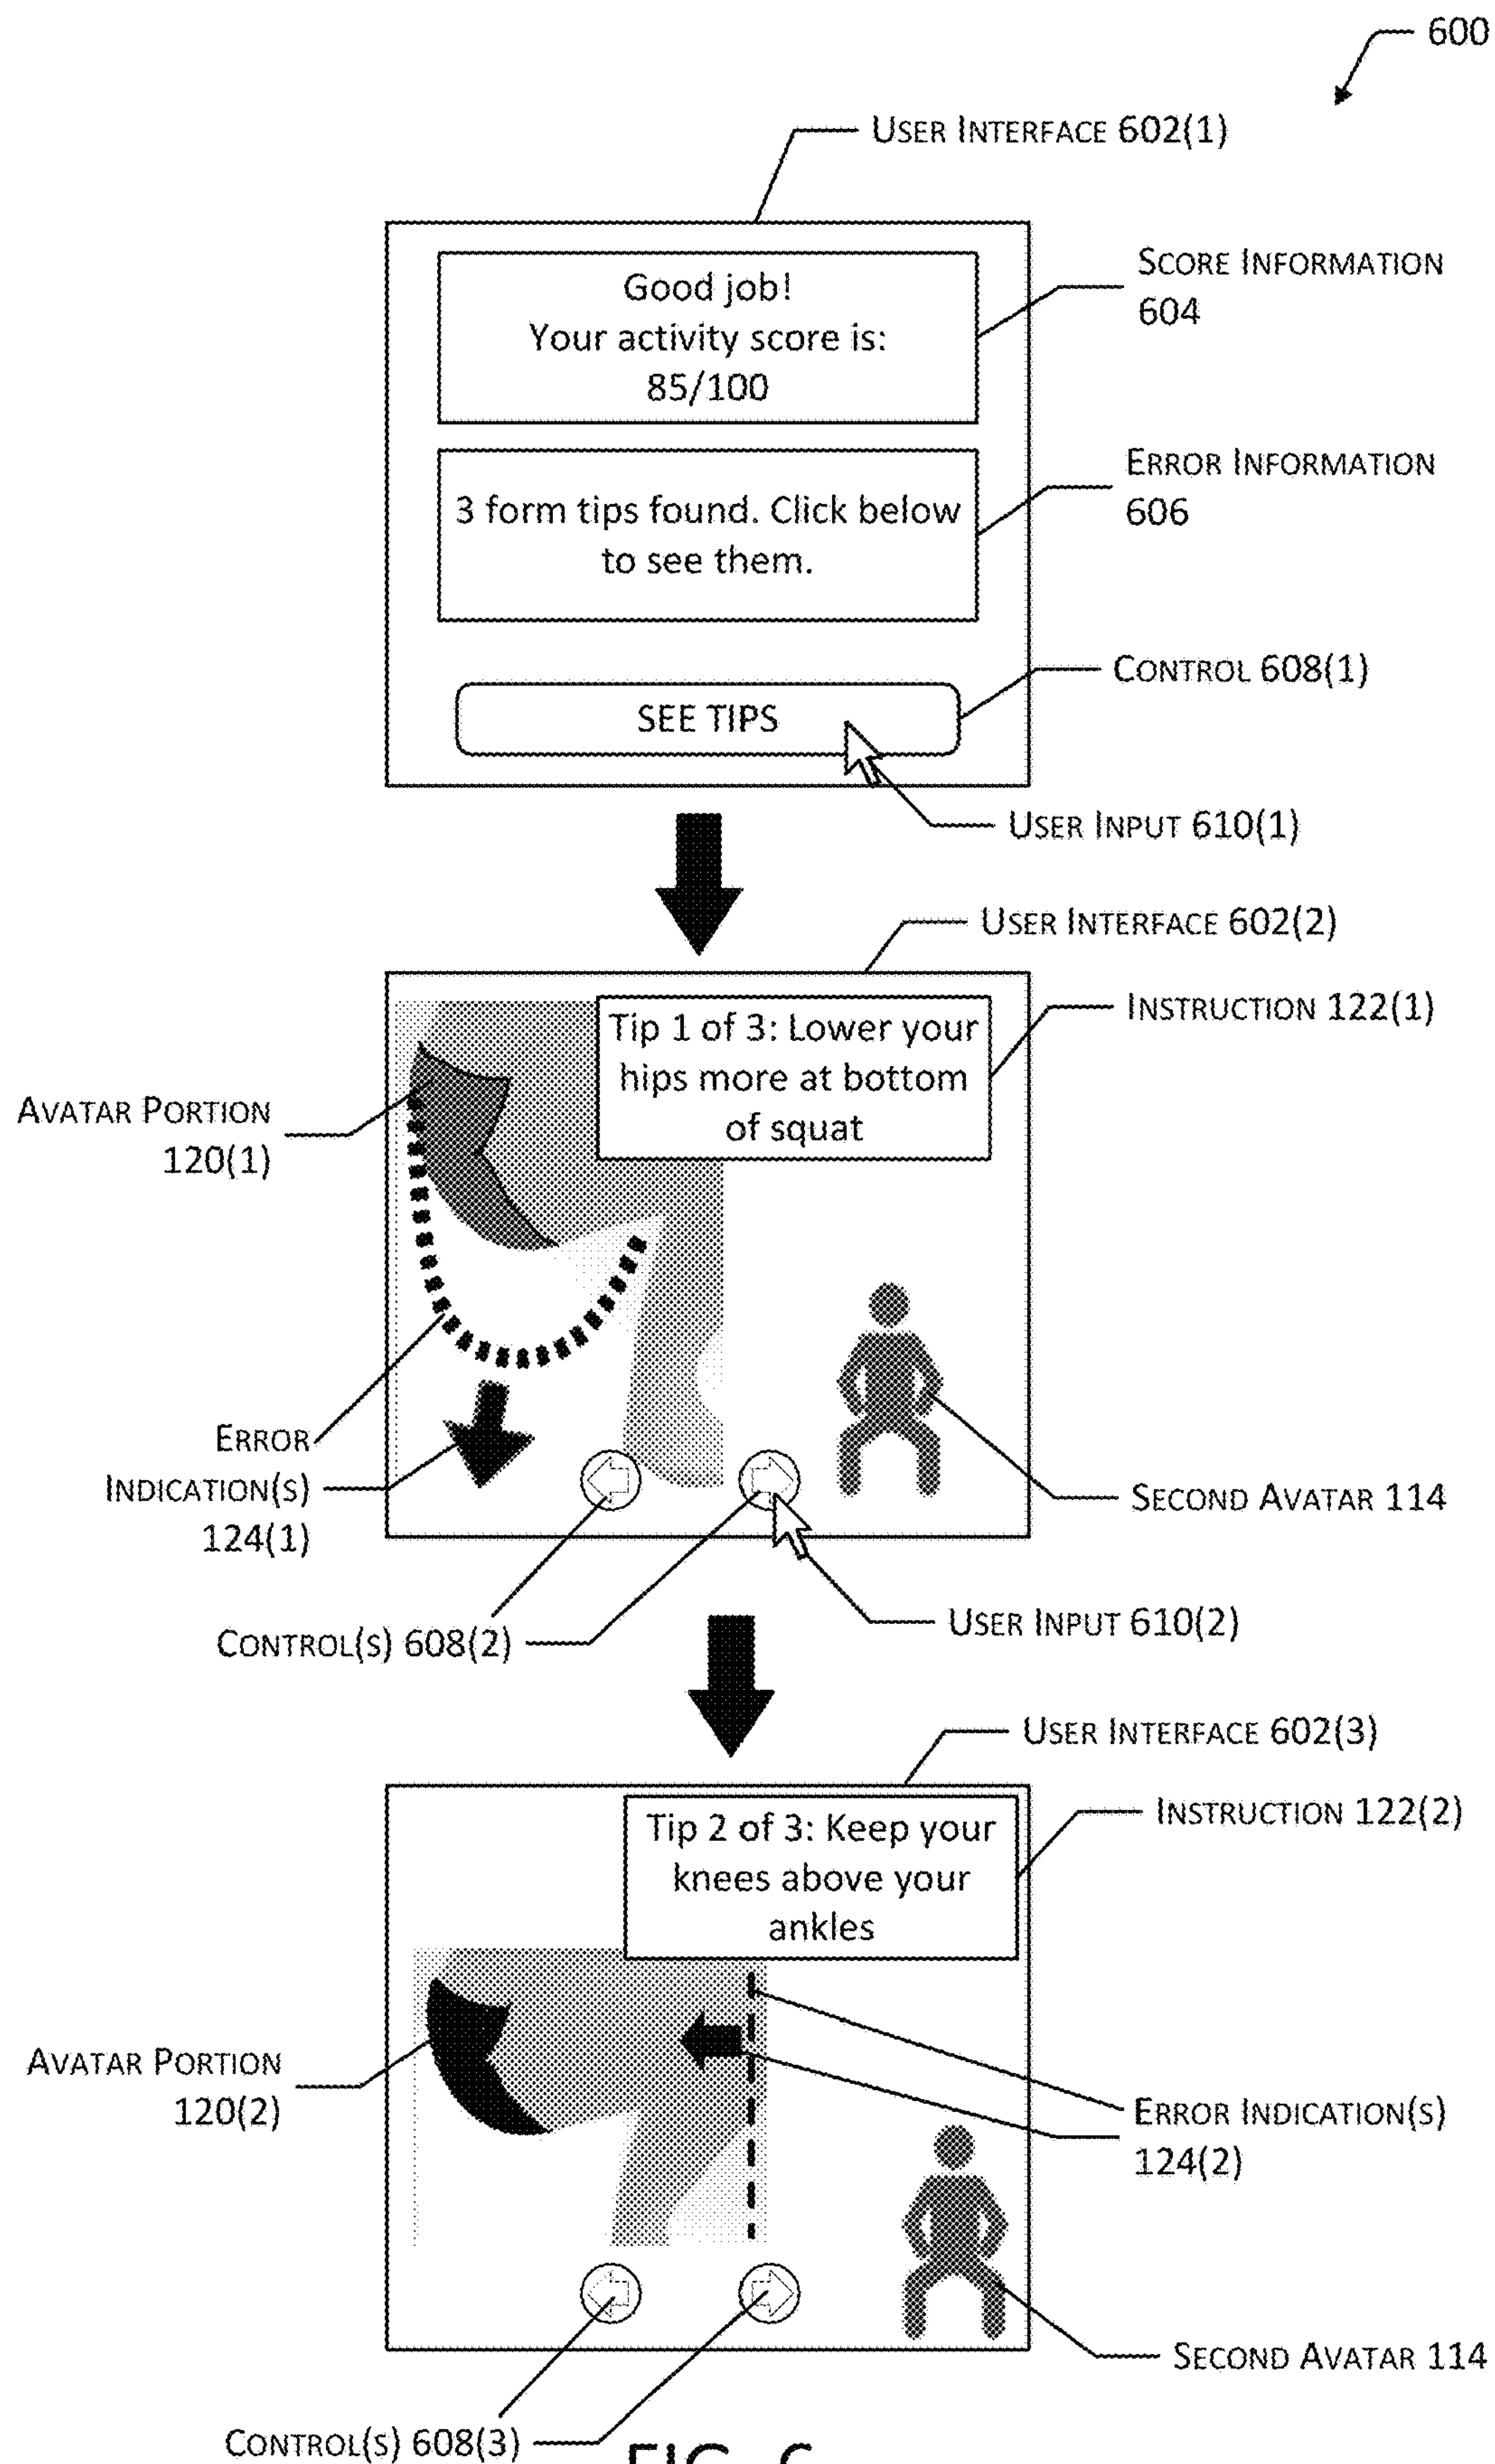 600
USER INTERFACE 602(1)
Good job!
Your activity score is:
85/100
SCORE INFORMATION
604
3 form tips found. Click below
to see them.
ERROR INFORMATION
606
SEE TIPS
CONTROL 608(1)
USER INPUT 610(1)
USER INTERFACE 602(2)
Tip 1 of 3: Lower your
hips more at bottom
of squat
INSTRUCTION 122(1)
AVATAR PORTION
120(1)
ERROR
INDICATION(S)
124(1)
SECOND AVATAR 114
CONTROL(S) 608(2)
USER INPUT 610(2)
USER INTERFACE 602(3)
Tip 2 of 3: Keep your
knees above your
ankles
INSTRUCTION 122(2)
AVATAR PORTION
120(2)
ERROR INDICATION(S)
124(2)
SECOND AVATAR 114
CONTROL(S) 608(3)
FIG. 6